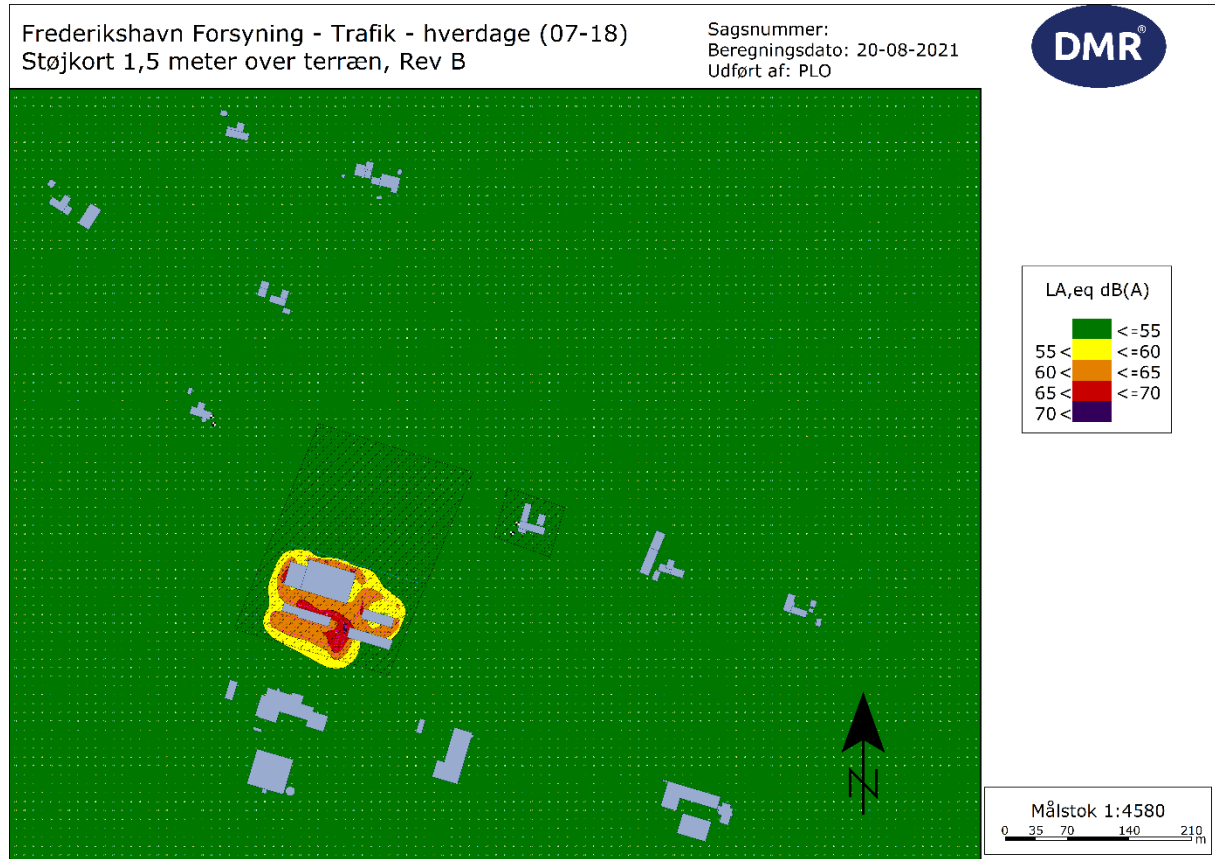 Frederikshavn Forsyning - Trafik - hverdage (07-18)
Støjkort 1,5 meter over terræn, Rev B
Sagsnummer:
Beregningsdato: 20-08-2021
Udført af: PLO
DMR®
LA,eq dB(A)
<=55
55 < <=60
60 < <=65
65 < <=70
70 <
N
Målstok 1:4580
0 35 70 140 210
m